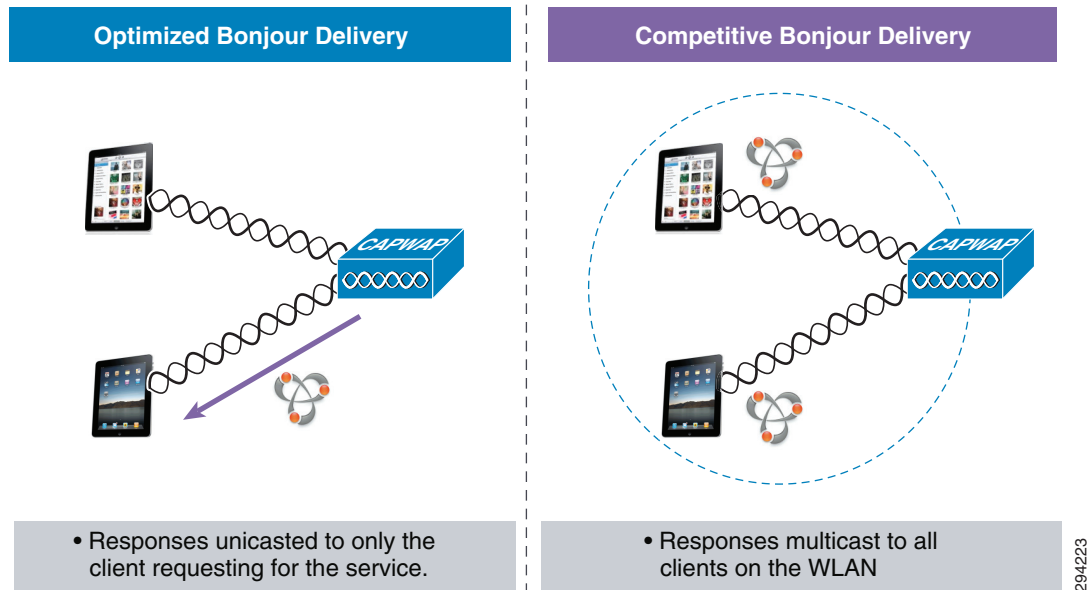 Optimized Bonjour Delivery
Competitive Bonjour Delivery
CAPWAP
CAPWAP
• Responses unicasted to only the
client requesting for the service.
• Responses multicast to all
clients on the WLAN
294223